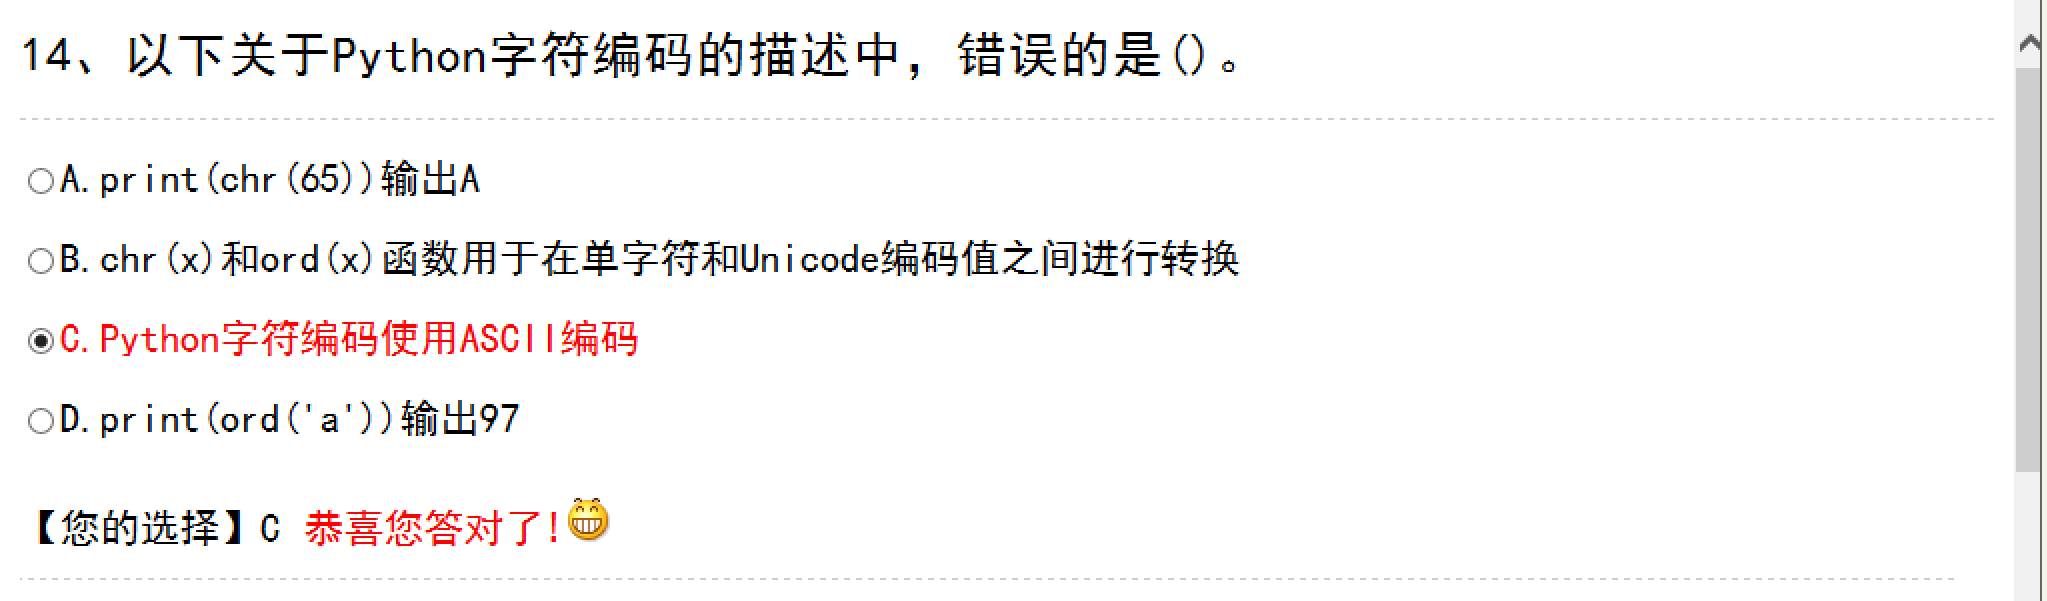 14、以下关于Python字符编码的描述中，错误的是()。
A.print(chr(65))输出A
B.chr(x)和ord(x)函数用于在单字符和Unicode编码值之间进行转换
C.Python字符编码使用ASCII编码
D.print(ord('a'))输出97
【您的选择】C 恭喜您答对了!